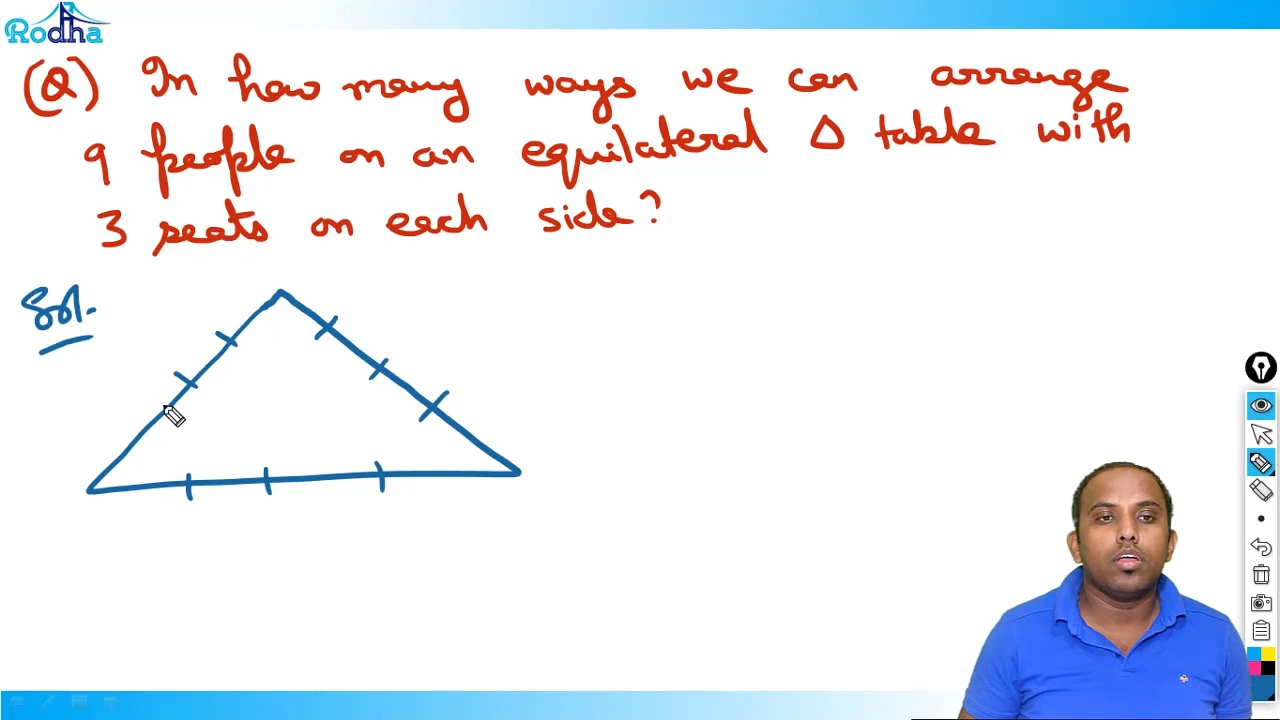 Rodha
(Q) In how many ways we can arrange
9 people on an equilateral Δ table with
3 seats on each side?
Sol.